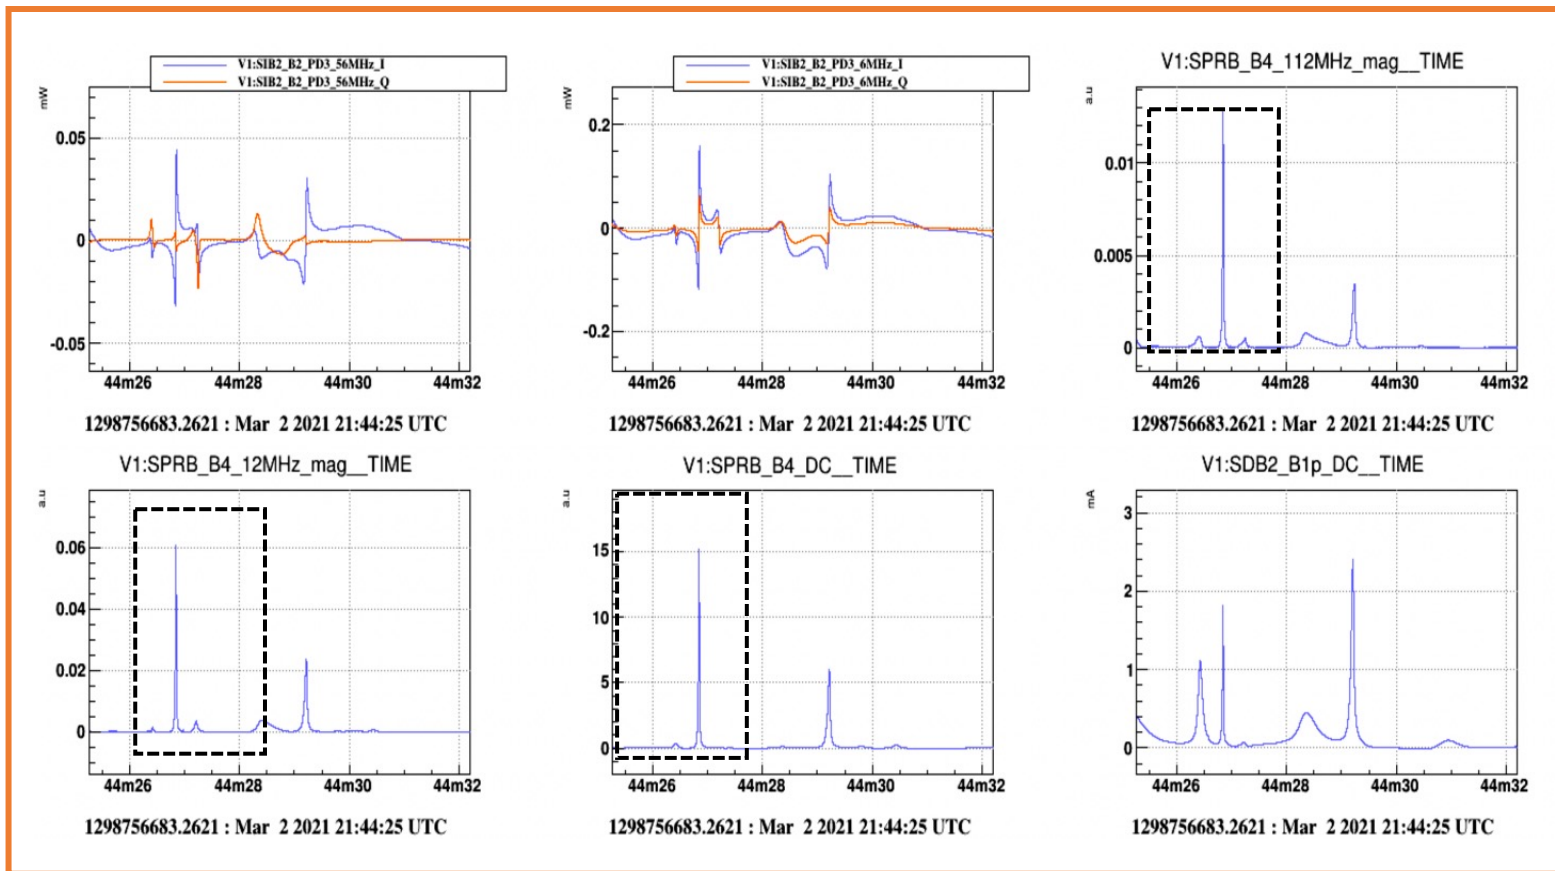 V1:SIB2_B2_PD3_56MHz_I
V1:SIB2_B2_PD3_56MHz_Q
mW
0.05
0
-0.05
44m26 44m28 44m30 44m32
1298756683.2621 : Mar 2 2021 21:44:25 UTC
V1:SIB2_B2_PD3_6MHz_I
V1:SIB2_B2_PD3_6MHz_Q
mW
0.2
0
-0.2
44m26 44m28 44m30 44m32
1298756683.2621 : Mar 2 2021 21:44:25 UTC
V1:SPRB_B4_112MHz_mag__TIME
a.u
0.01
0.005
0
44m26 44m28 44m30 44m32
1298756683.2621 : Mar 2 2021 21:44:25 UTC
V1:SPRB_B4_12MHz_mag__TIME
a.u
0.06
0.04
0.02
0
44m26 44m28 44m30 44m32
1298756683.2621 : Mar 2 2021 21:44:25 UTC
V1:SPRB_B4_DC__TIME
a.u
15
10
5
0
44m26 44m28 44m30 44m32
1298756683.2621 : Mar 2 2021 21:44:25 UTC
V1:SDB2_B1p_DC__TIME
mA
3
2
1
0
44m26 44m28 44m30 44m32
1298756683.2621 : Mar 2 2021 21:44:25 UTC